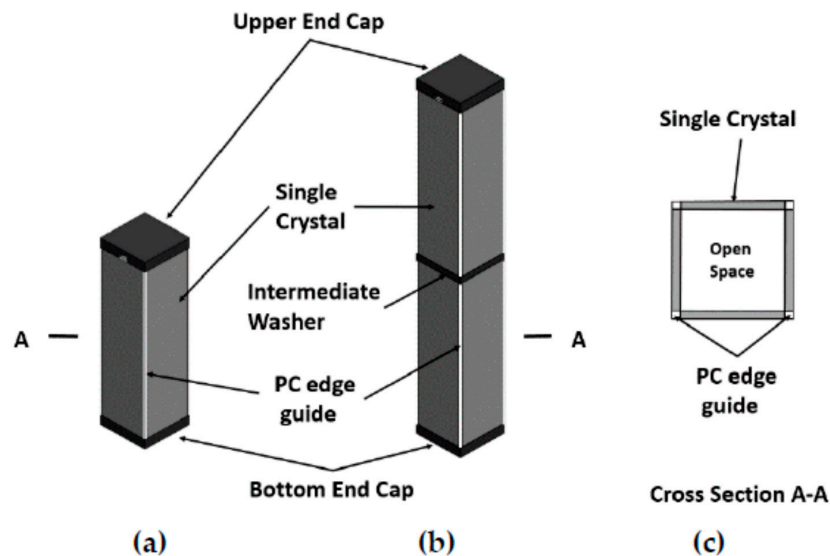 Upper End Cap
Single Crystal
Single
Crystal
Open
Space
Intermediate
Washer
A
A
PC edge
guide
PC edge
guide
Bottom End Cap
Cross Section A-A
(a)
(b)
(c)